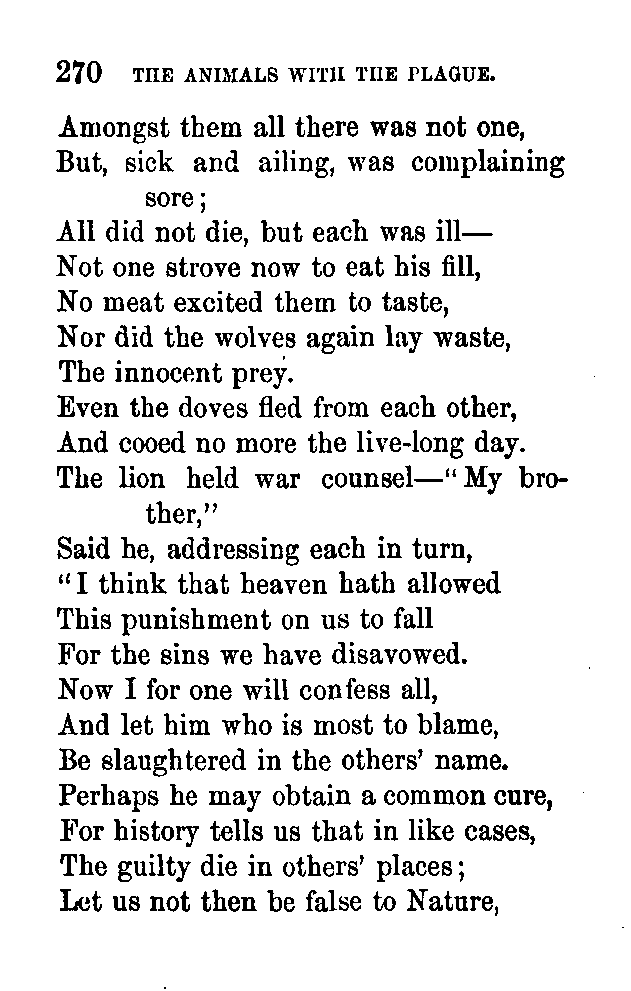 270 THE ANIMALS WITH THE PLAGUE.
Amongst them all there was not one,
But, sick and ailing, was complaining
sore;
All did not die, but each was ill—
Not one strove now to eat his fill,
No meat excited them to taste,
Nor did the wolves again lay waste,
The innocent prey.
Even the doves fled from each other,
And cooed no more the live-long day.
The lion held war counsel—"My bro-
ther,"
Said he, addressing each in turn,
"I think that heaven hath allowed
This punishment on us to fall
For the sins we have disavowed.
Now I for one will confess all,
And let him who is most to blame,
Be slaughtered in the others' name.
Perhaps he may obtain a common cure,
For history tells us that in like cases,
The guilty die in others' places;
Let us not then be false to Nature,